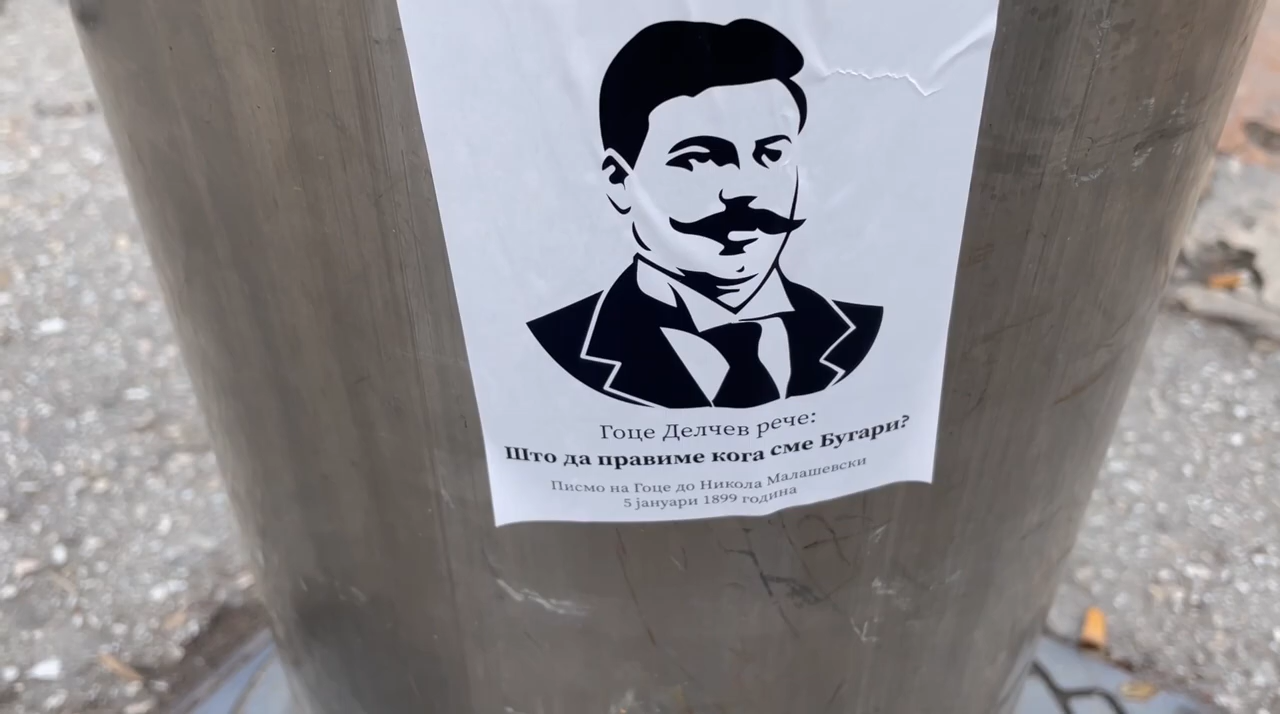 Гоце Делчев рече:
Што да правиме кога сме Бугари?
Писмо на Гоце до Никола Малашевски
5 јануари 1899 година